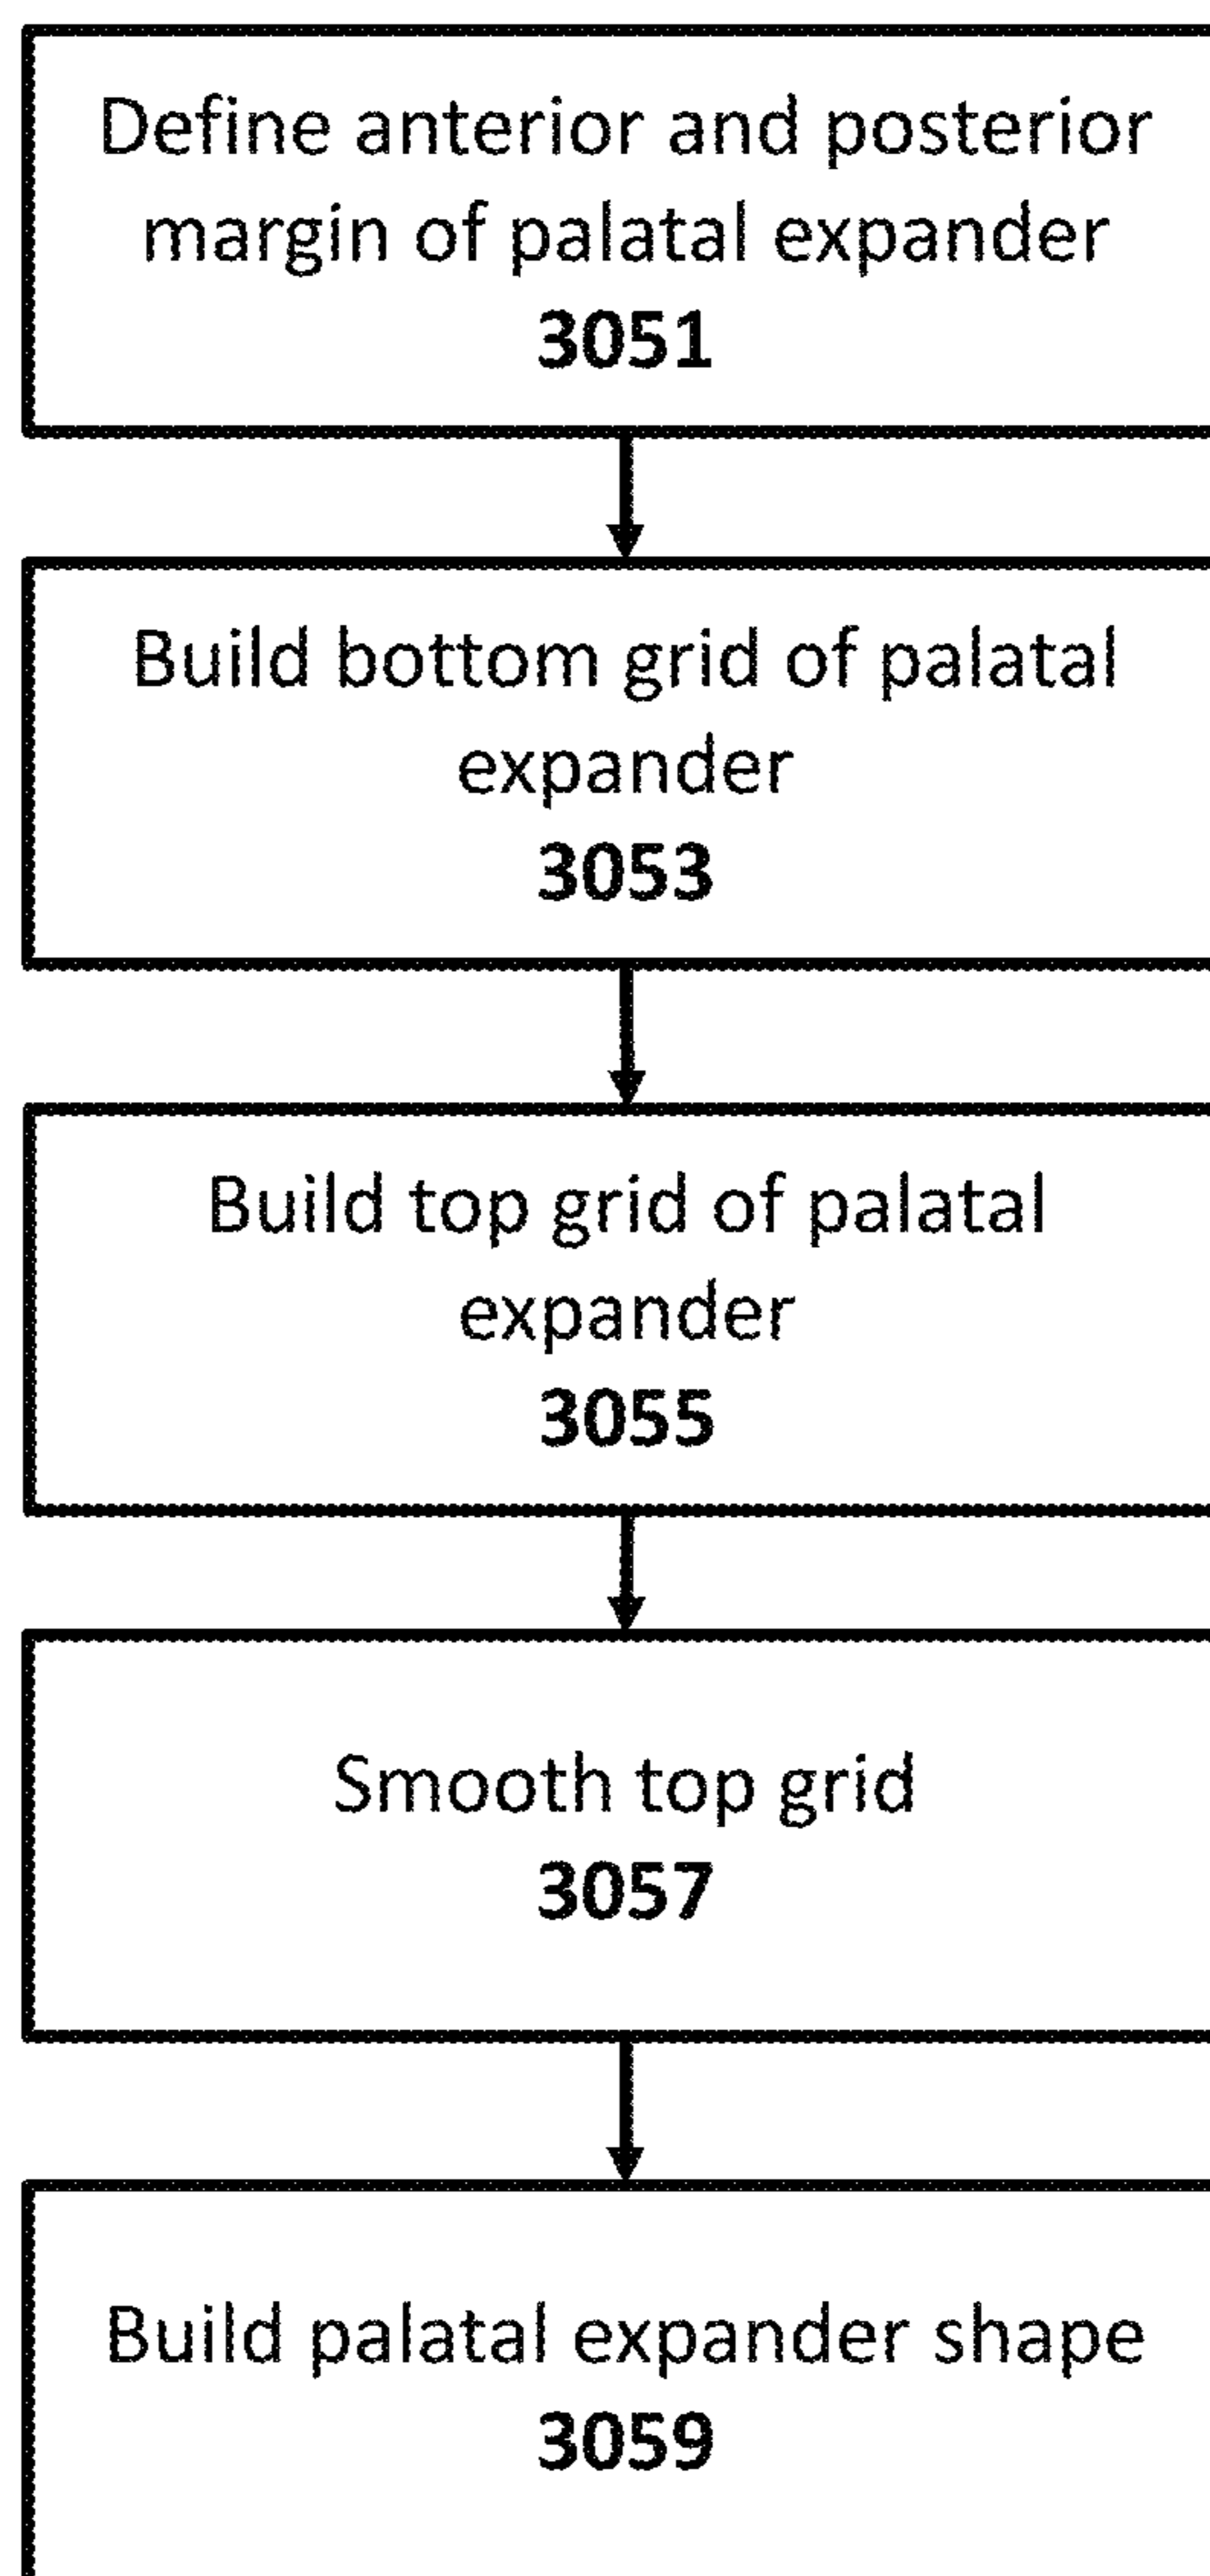 Define anterior and posterior
margin of palatal expander
3051
Build bottom grid of palatal
expander
3053
Build top grid of palatal
expander
3055
Smooth top grid
3057
Build palatal expander shape
3059